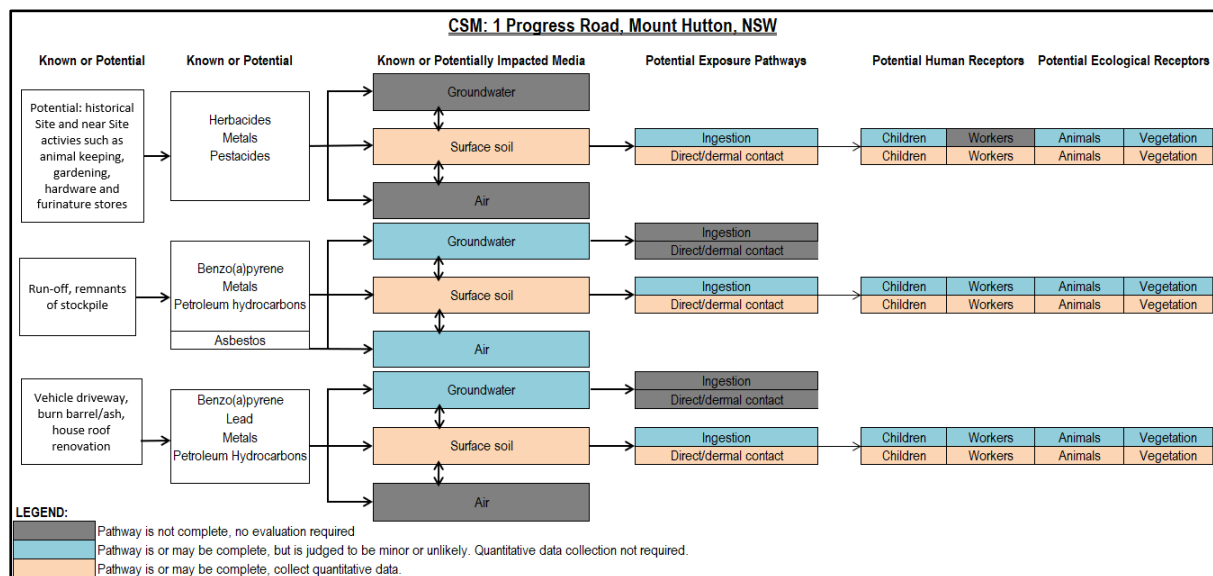 CSM: 1 Progress Road, Mount Hutton, NSW
Known or Potential
Known or Potential
Known or Potentially Impacted Media
Potential Exposure Pathways
Potential Human Receptors
Potential Ecological Receptors
Potential: historical
Site and near Site
activies such as
animal keeping,
gardening,
hardware and
furinature stores
Herbacides
Metals
Pestacides
Groundwater
Surface soil
Air
Ingestion
Direct/dermal contact
Children Workers Animals Vegetation
Children Workers Animals Vegetation
Run-off, remnants
of stockpile
Benzo(a)pyrene
Metals
Petroleum hydrocarbons
Asbestos
Groundwater
Surface soil
Air
Ingestion
Direct/dermal contact
Ingestion
Direct/dermal contact
Children Workers Animals Vegetation
Children Workers Animals Vegetation
Vehicle driveway,
burn barrel/ash,
house roof
renovation
Benzo(a)pyrene
Lead
Metals
Petroleum Hydrocarbons
Groundwater
Surface soil
Air
Ingestion
Direct/dermal contact
Ingestion
Direct/dermal contact
Children Workers Animals Vegetation
Children Workers Animals Vegetation
LEGEND:
Pathway is not complete, no evaluation required
Pathway is or may be complete, but is judged to be minor or unlikely. Quantitative data collection not required.
Pathway is or may be complete, collect quantitative data.